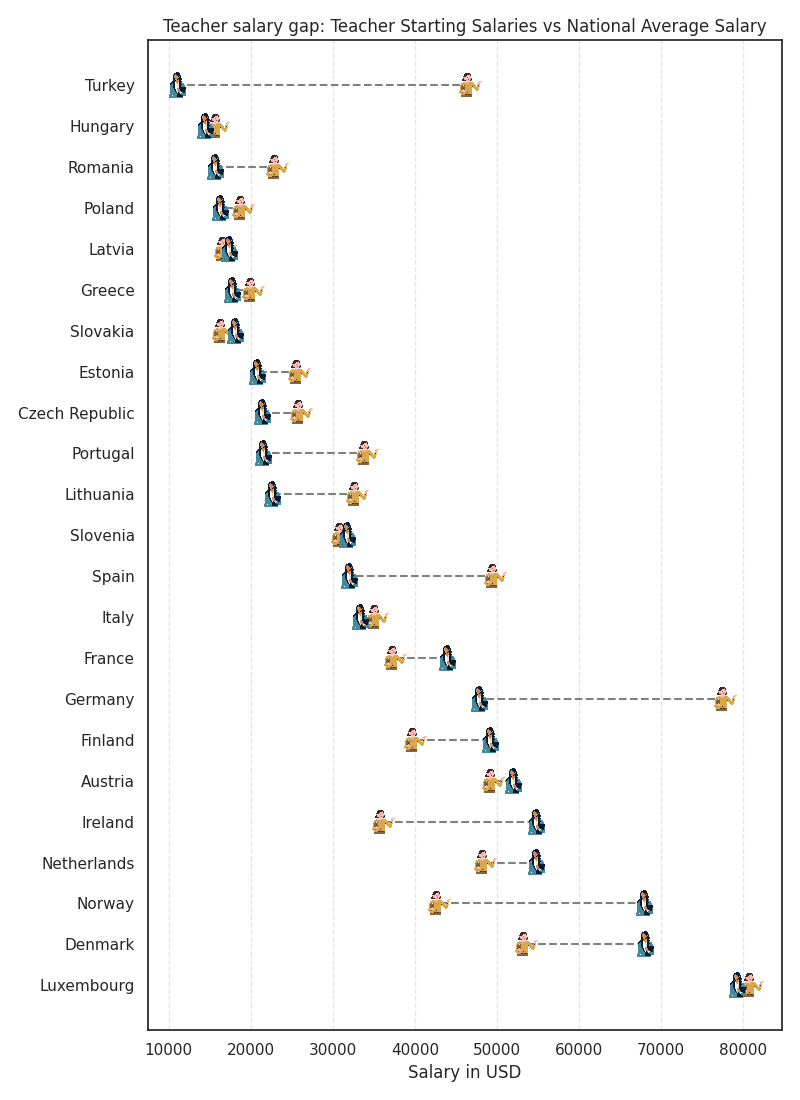 Teacher salary gap: Teacher Starting Salaries vs National Average Salary
Turkey
Hungary
Romania
Poland
Latvia
Greece
Slovakia
Estonia
Czech Republic
Portugal
Lithuania
Slovenia
Spain
Italy
France
Germany
Finland
Austria
Ireland
Netherlands
Norway
Denmark
Luxembourg
10000 20000 30000 40000 50000 60000 70000 80000
Salary in USD